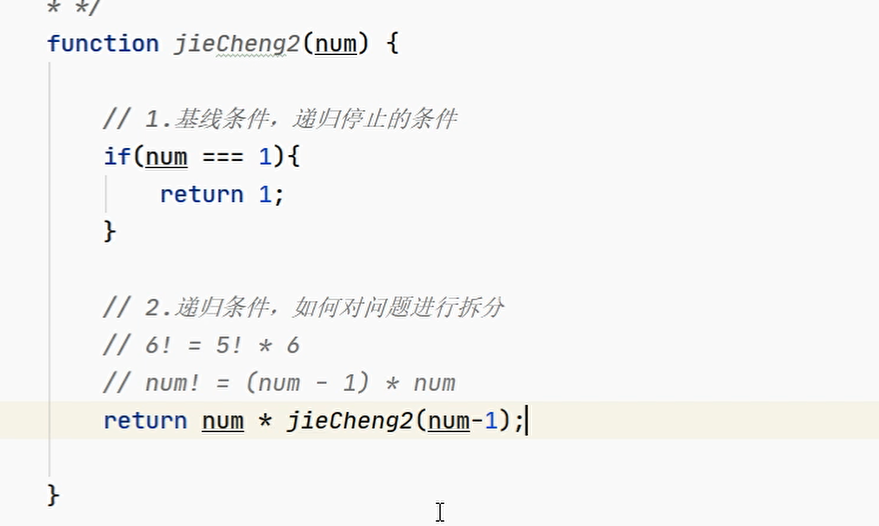 * */
function jieCheng2(num) {
// 1.基线条件，递归停止的条件
if(num === 1){
return 1;
}
// 2.递归条件，如何对问题进行拆分
// 6! = 5! * 6
// num! = (num - 1) * num
return num * jieCheng2(num-1);
}